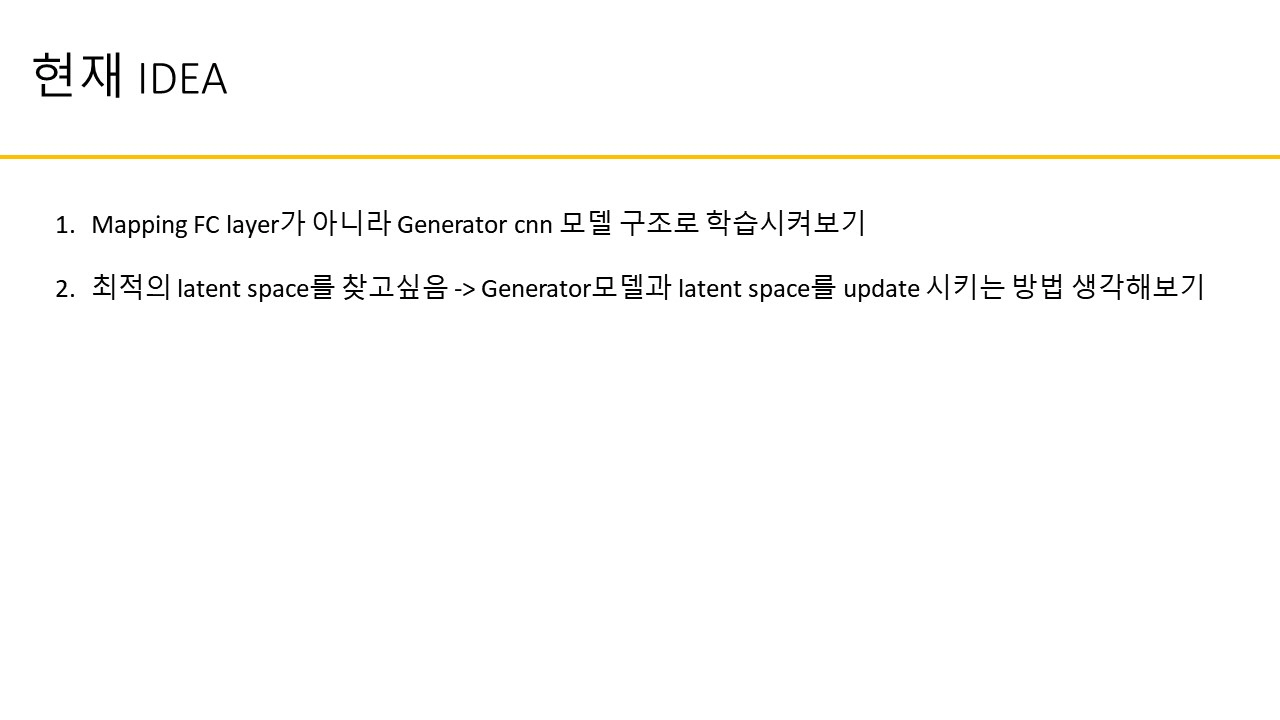 현재 IDEA
1. Mapping FC layer가 아니라 Generator cnn 모델 구조로 학습시켜보기
2. 최적의 latent space를 찾고싶음 -> Generator모델과 latent space를 update 시키는 방법 생각해보기